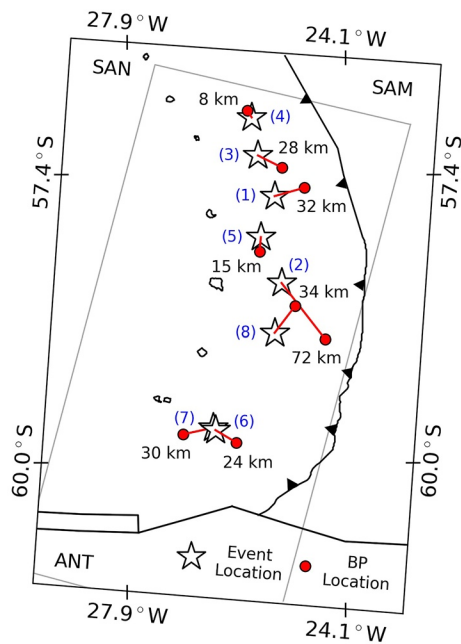 27.9°W
24.1°W
SAN
SAM
8 km
(4)
57.4°S
57.4°S
(3)
28 km
(1)
32 km
(5)
15 km
(2)
34 km
(8)
72 km
(7)
(6)
30 km
24 km
60.0°S
60.0°S
ANT
Event
Location
BP
Location
27.9°W
24.1°W